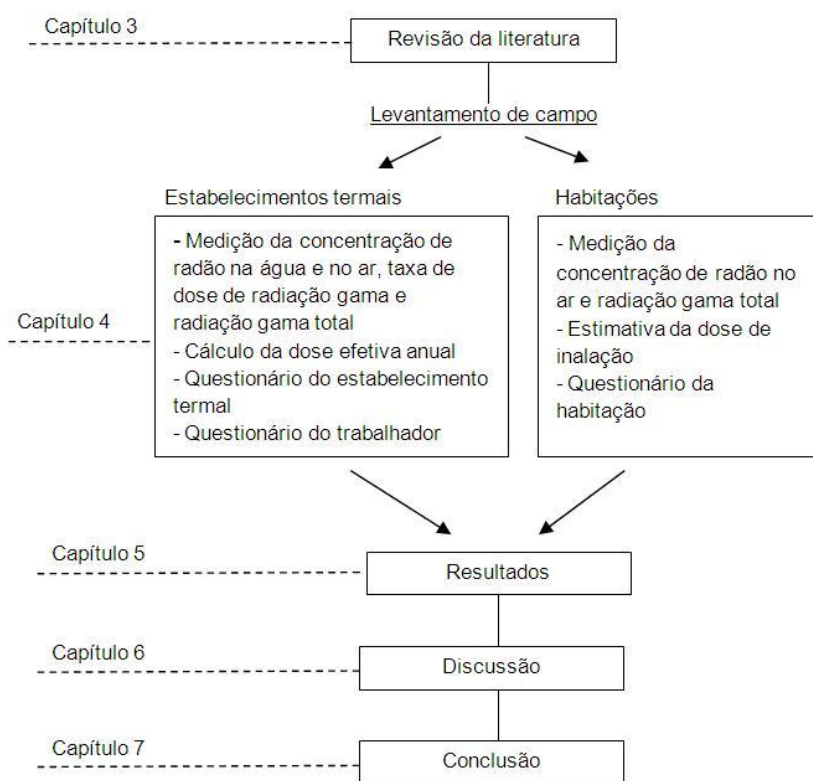 Capítulo 3
Revisão da literatura
Levantamento de campo
Estabelecimentos termais
- Medição da concentração de
radão na água e no ar, taxa de
dose de radiação gama e
radiação gama total
- Cálculo da dose efetiva anual
- Questionário do estabelecimento
termal
- Questionário do trabalhador
Habitações
- Medição da
concentração de radão no
ar e radiação gama total
- Estimativa da dose de
inalação
- Questionário da
habitação
Capítulo 4
Capítulo 5
Resultados
Capítulo 6
Discussão
Capítulo 7
Conclusão